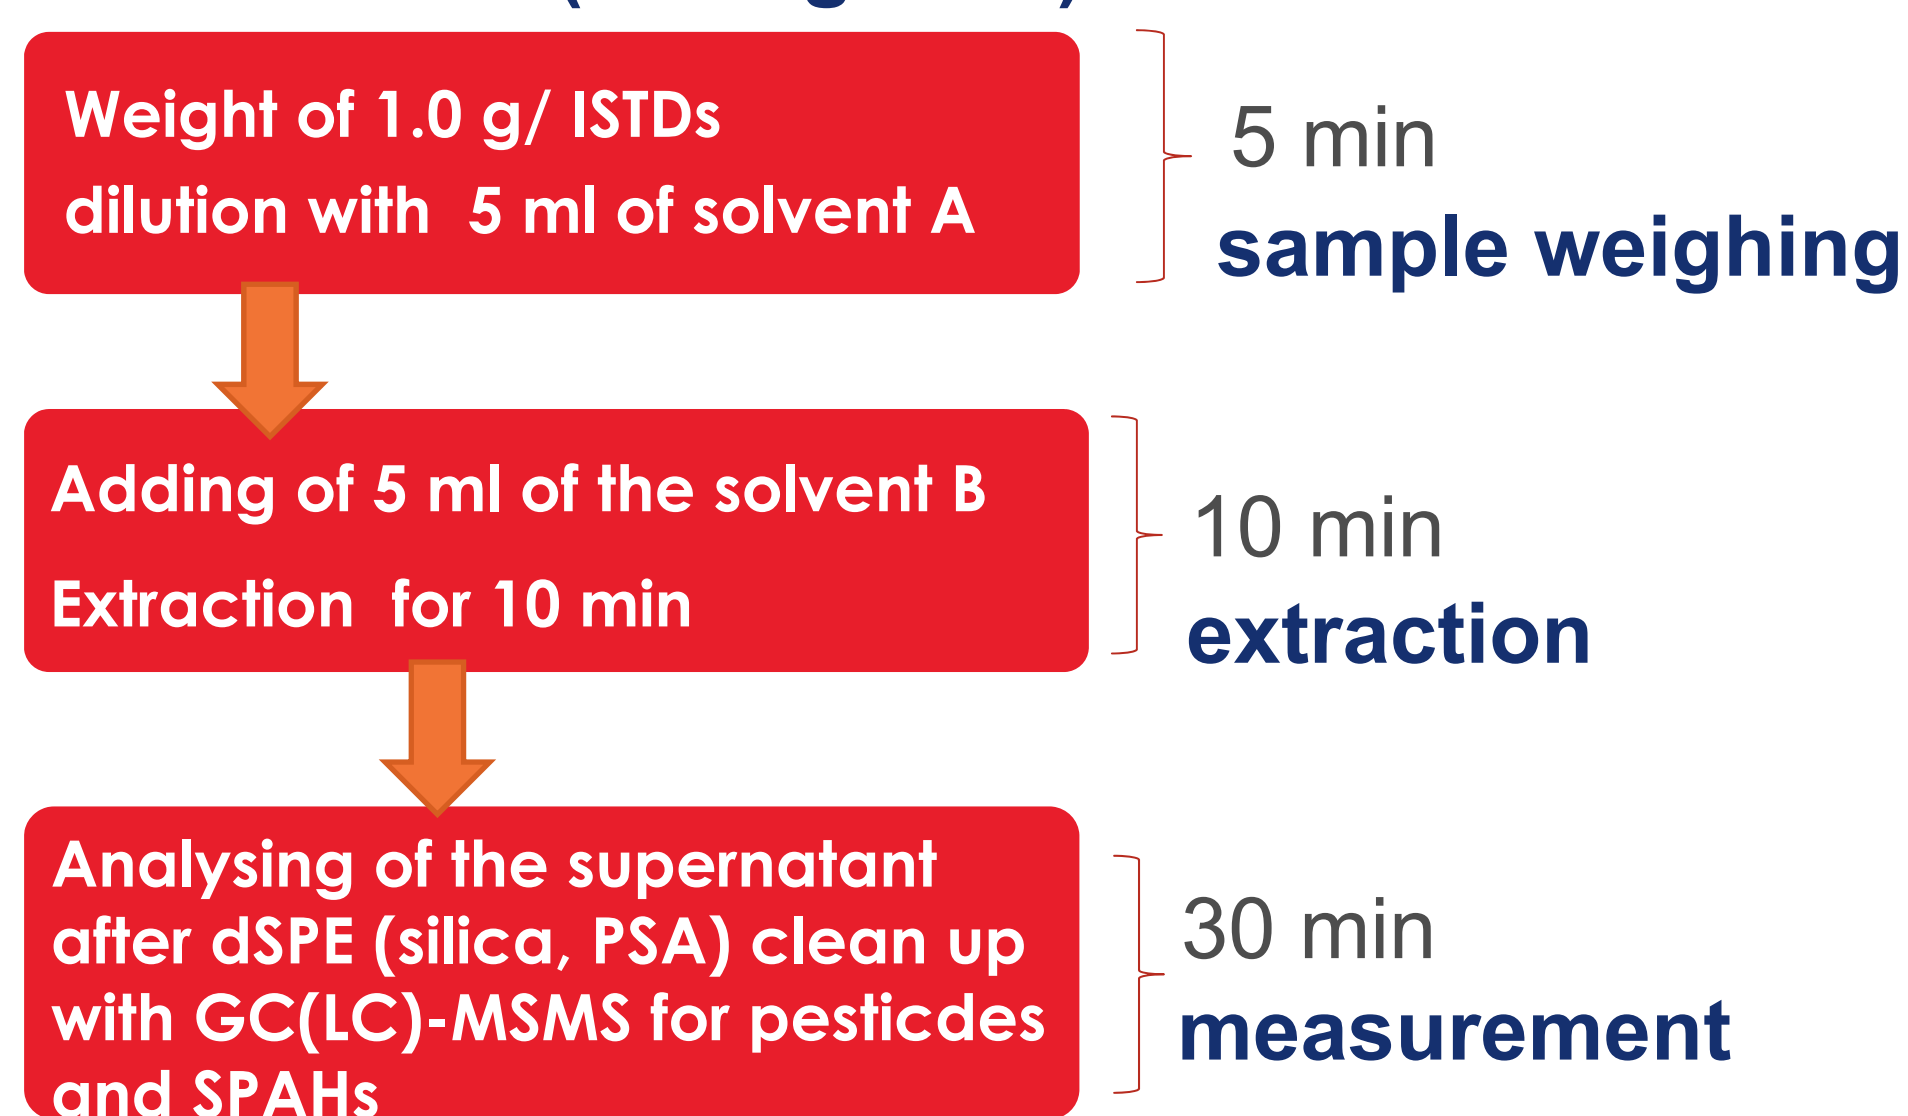 Weight of 1.0 g/ ISTDs
dilution with 5 ml of solvent A
5 min
sample weighing
Adding of 5 ml of the solvent B
Extraction for 10 min
10 min
extraction
Analysing of the supernatant
after dSPE (silica, PSA) clean up
with GC(LC)-MSMS for pesticdes
and SPAHs
30 min
measurement